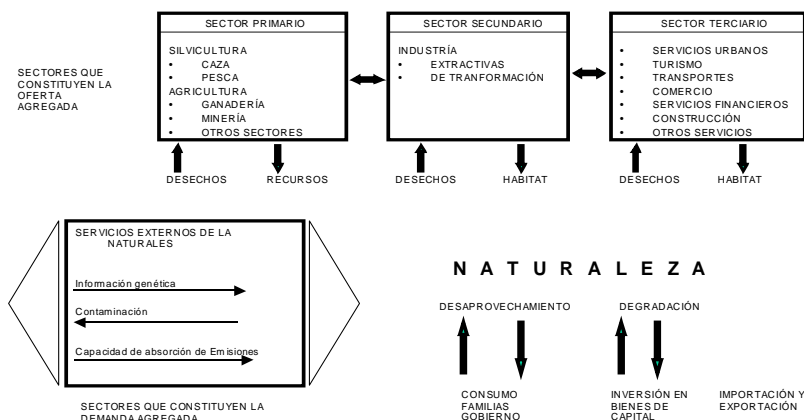 SECTOR PRIMARIO
SILVICULTURA
• CAZA
• PESCA
AGRICULTURA
• GANADERÍA
• MINERÍA
• OTROS SECTORES
SECTOR SECUNDARIO
INDUSTRÍA
• EXTRACTIVAS
• DE TRANFORMACIÓN
SECTOR TERCIARIO
• SERVICIOS URBANOS
• TURISMO
• TRANSPORTES
• COMERCIO
• SERVICIOS FINANCIEROS
• CONSTRUCCIÓN
• OTROS SERVICIOS
SECTORES QUE
CONSTITUYEN LA
OFERTA
AGREGADA
DESECHOS RECURSOS
DESECHOS HABITAT
DESECHOS HABITAT
SERVICIOS EXTERNOS DE LA
NATURALES
Información genética
Contaminación
Capacidad de absorción de Emisiones
NATURALEZA
DESAPROVECHAMIENTO
DEGRADACIÓN
SECTORES QUE CONSTITUYEN LA
DEMANDA AGREGADA
CONSUMO
FAMILIAS
GOBIERNO
INVERSIÓN EN
BIENES DE
CAPITAL
IMPORTACIÓN Y
EXPORTACIÓN